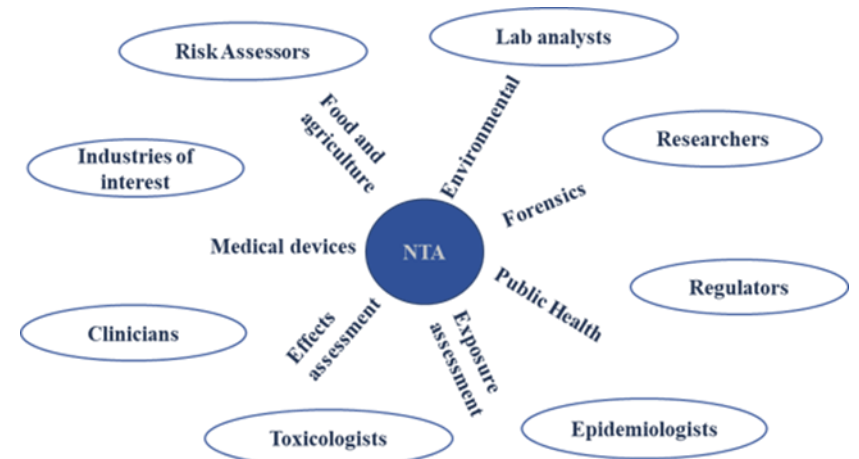 Lab analysts
Risk Assessors
Food and
agriculture
Environmental
Researchers
Industries of
interest
Forensics
Medical devices
NTA
Public Health
Regulators
Clinicians
Effects
assessment
Exposure
assessment
Toxicologists
Epidemiologists